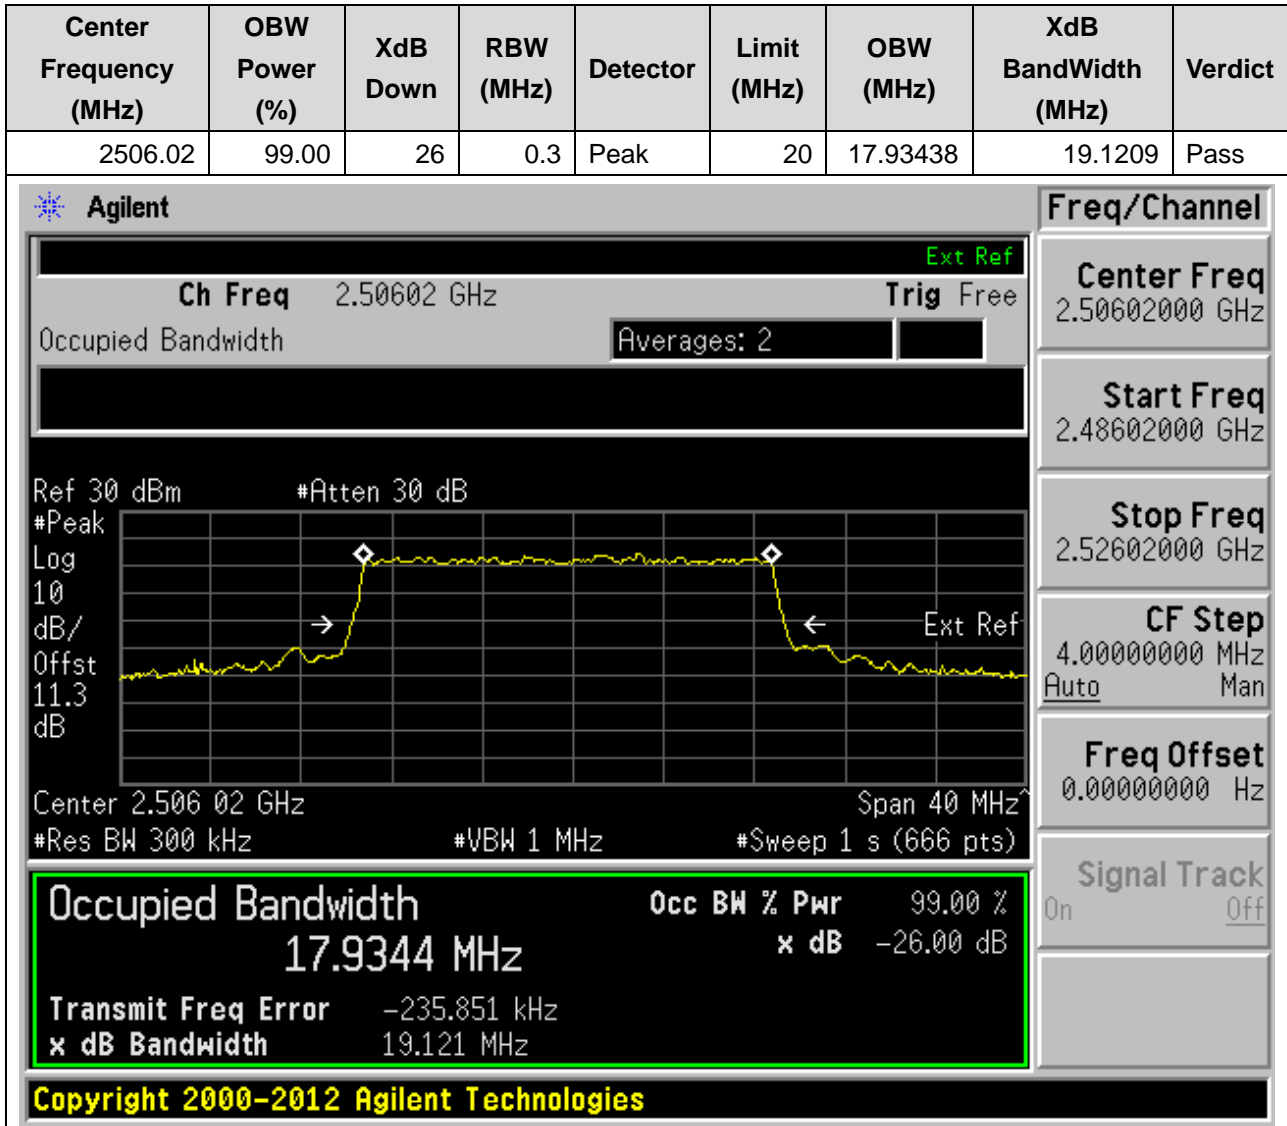 Center Frequency (MHz) OBW Power (%) XdB Down RBW (MHz) Detector Limit (MHz) OBW (MHz) XdB BandWidth (MHz) Verdict
2506.02 99.00 26 0.3 Peak 20 17.93438 19.1209 Pass
Agilent
Freq/Channel
Ext Ref
Ch Freq 2.50602 GHz Trig Free
Occupied Bandwidth Averages: 2
Center Freq
2.50602000 GHz
Start Freq
2.48602000 GHz
Stop Freq
2.52602000 GHz
CF Step
4.00000000 MHz
Auto Man
Freq Offset
0.00000000 Hz
Signal Track
On Off
Ref 30 dBm #Atten 30 dB
#Peak
Log
10
dB/
Offst
11.3
dB
Ext Ref
Center 2.506 02 GHz Span 40 MHz^
#Res BW 300 kHz #VBW 1 MHz #Sweep 1 s (666 pts)
Occupied Bandwidth
17.9344 MHz
Occ BW % Pwr 99.00 %
x dB -26.00 dB
Transmit Freq Error -235.851 kHz
x dB Bandwidth 19.121 MHz
Copyright 2000-2012 Agilent Technologies